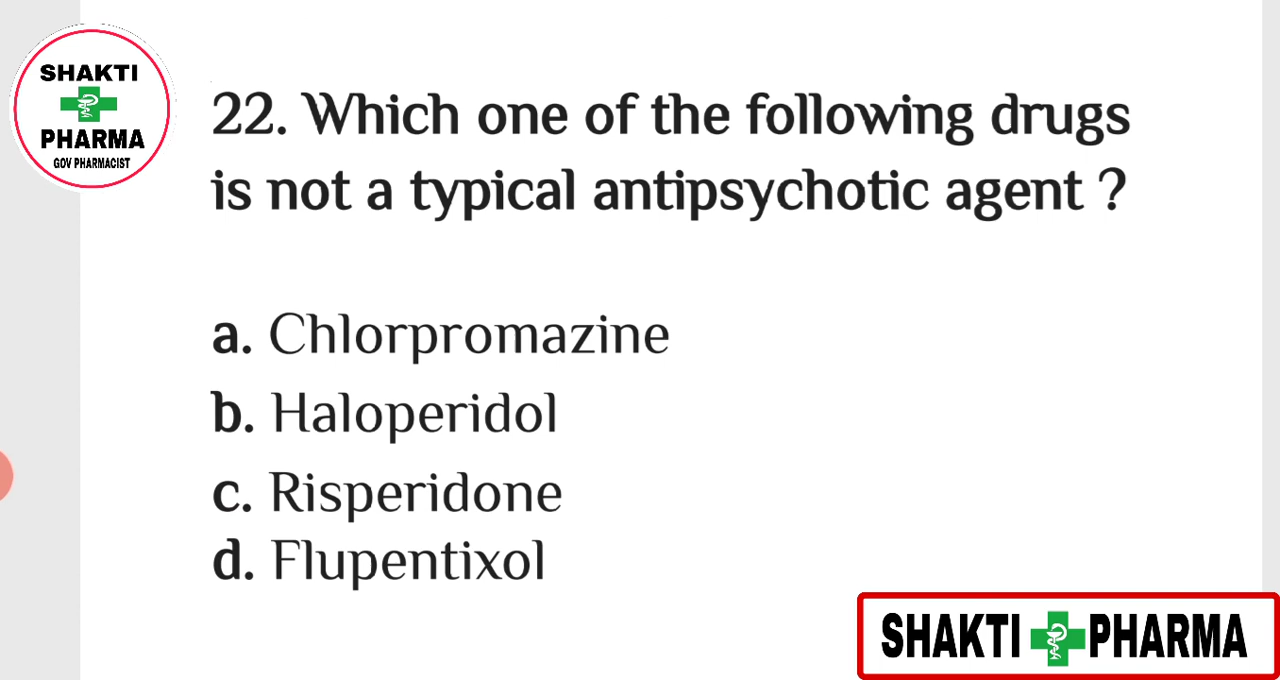 SHAKTI
PHARMA
GOV PHARMACIST
22. Which one of the following drugs
is not a typical antipsychotic agent ?
a. Chlorpromazine
b. Haloperidol
c. Risperidone
d. Flupentixol
SHAKTI PHARMA